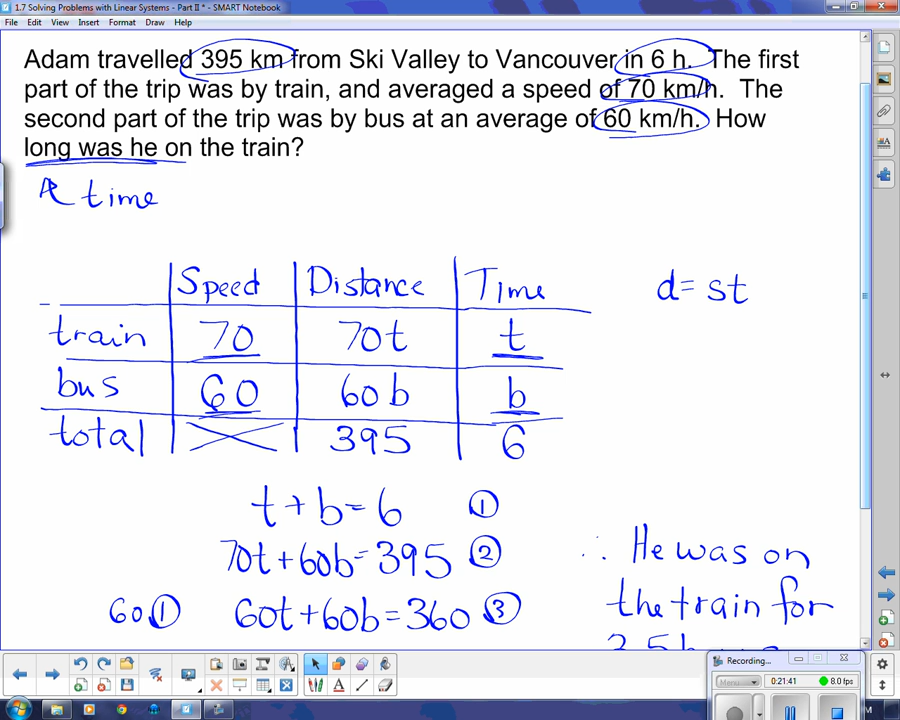 1.7 Solving Problems with Linear Systems - Part II * - SMART Notebook
File Edit View Insert Format Draw Help
Adam travelled 395 km from Ski Valley to Vancouver in 6 h. The first
part of the trip was by train, and averaged a speed of 70 km/h. The
second part of the trip was by bus at an average of 60 km/h. How
long was he on the train?
time
Speed Distance Time
d = st
train 70 70t t
bus 60 60b b
total 395 6
t + b = 6 ①
70t + 60b = 395 ②
60① 60t + 60b = 360 ③
∴ He was on
the train for
Recording...
Menu
0:21:41 8.0 fps